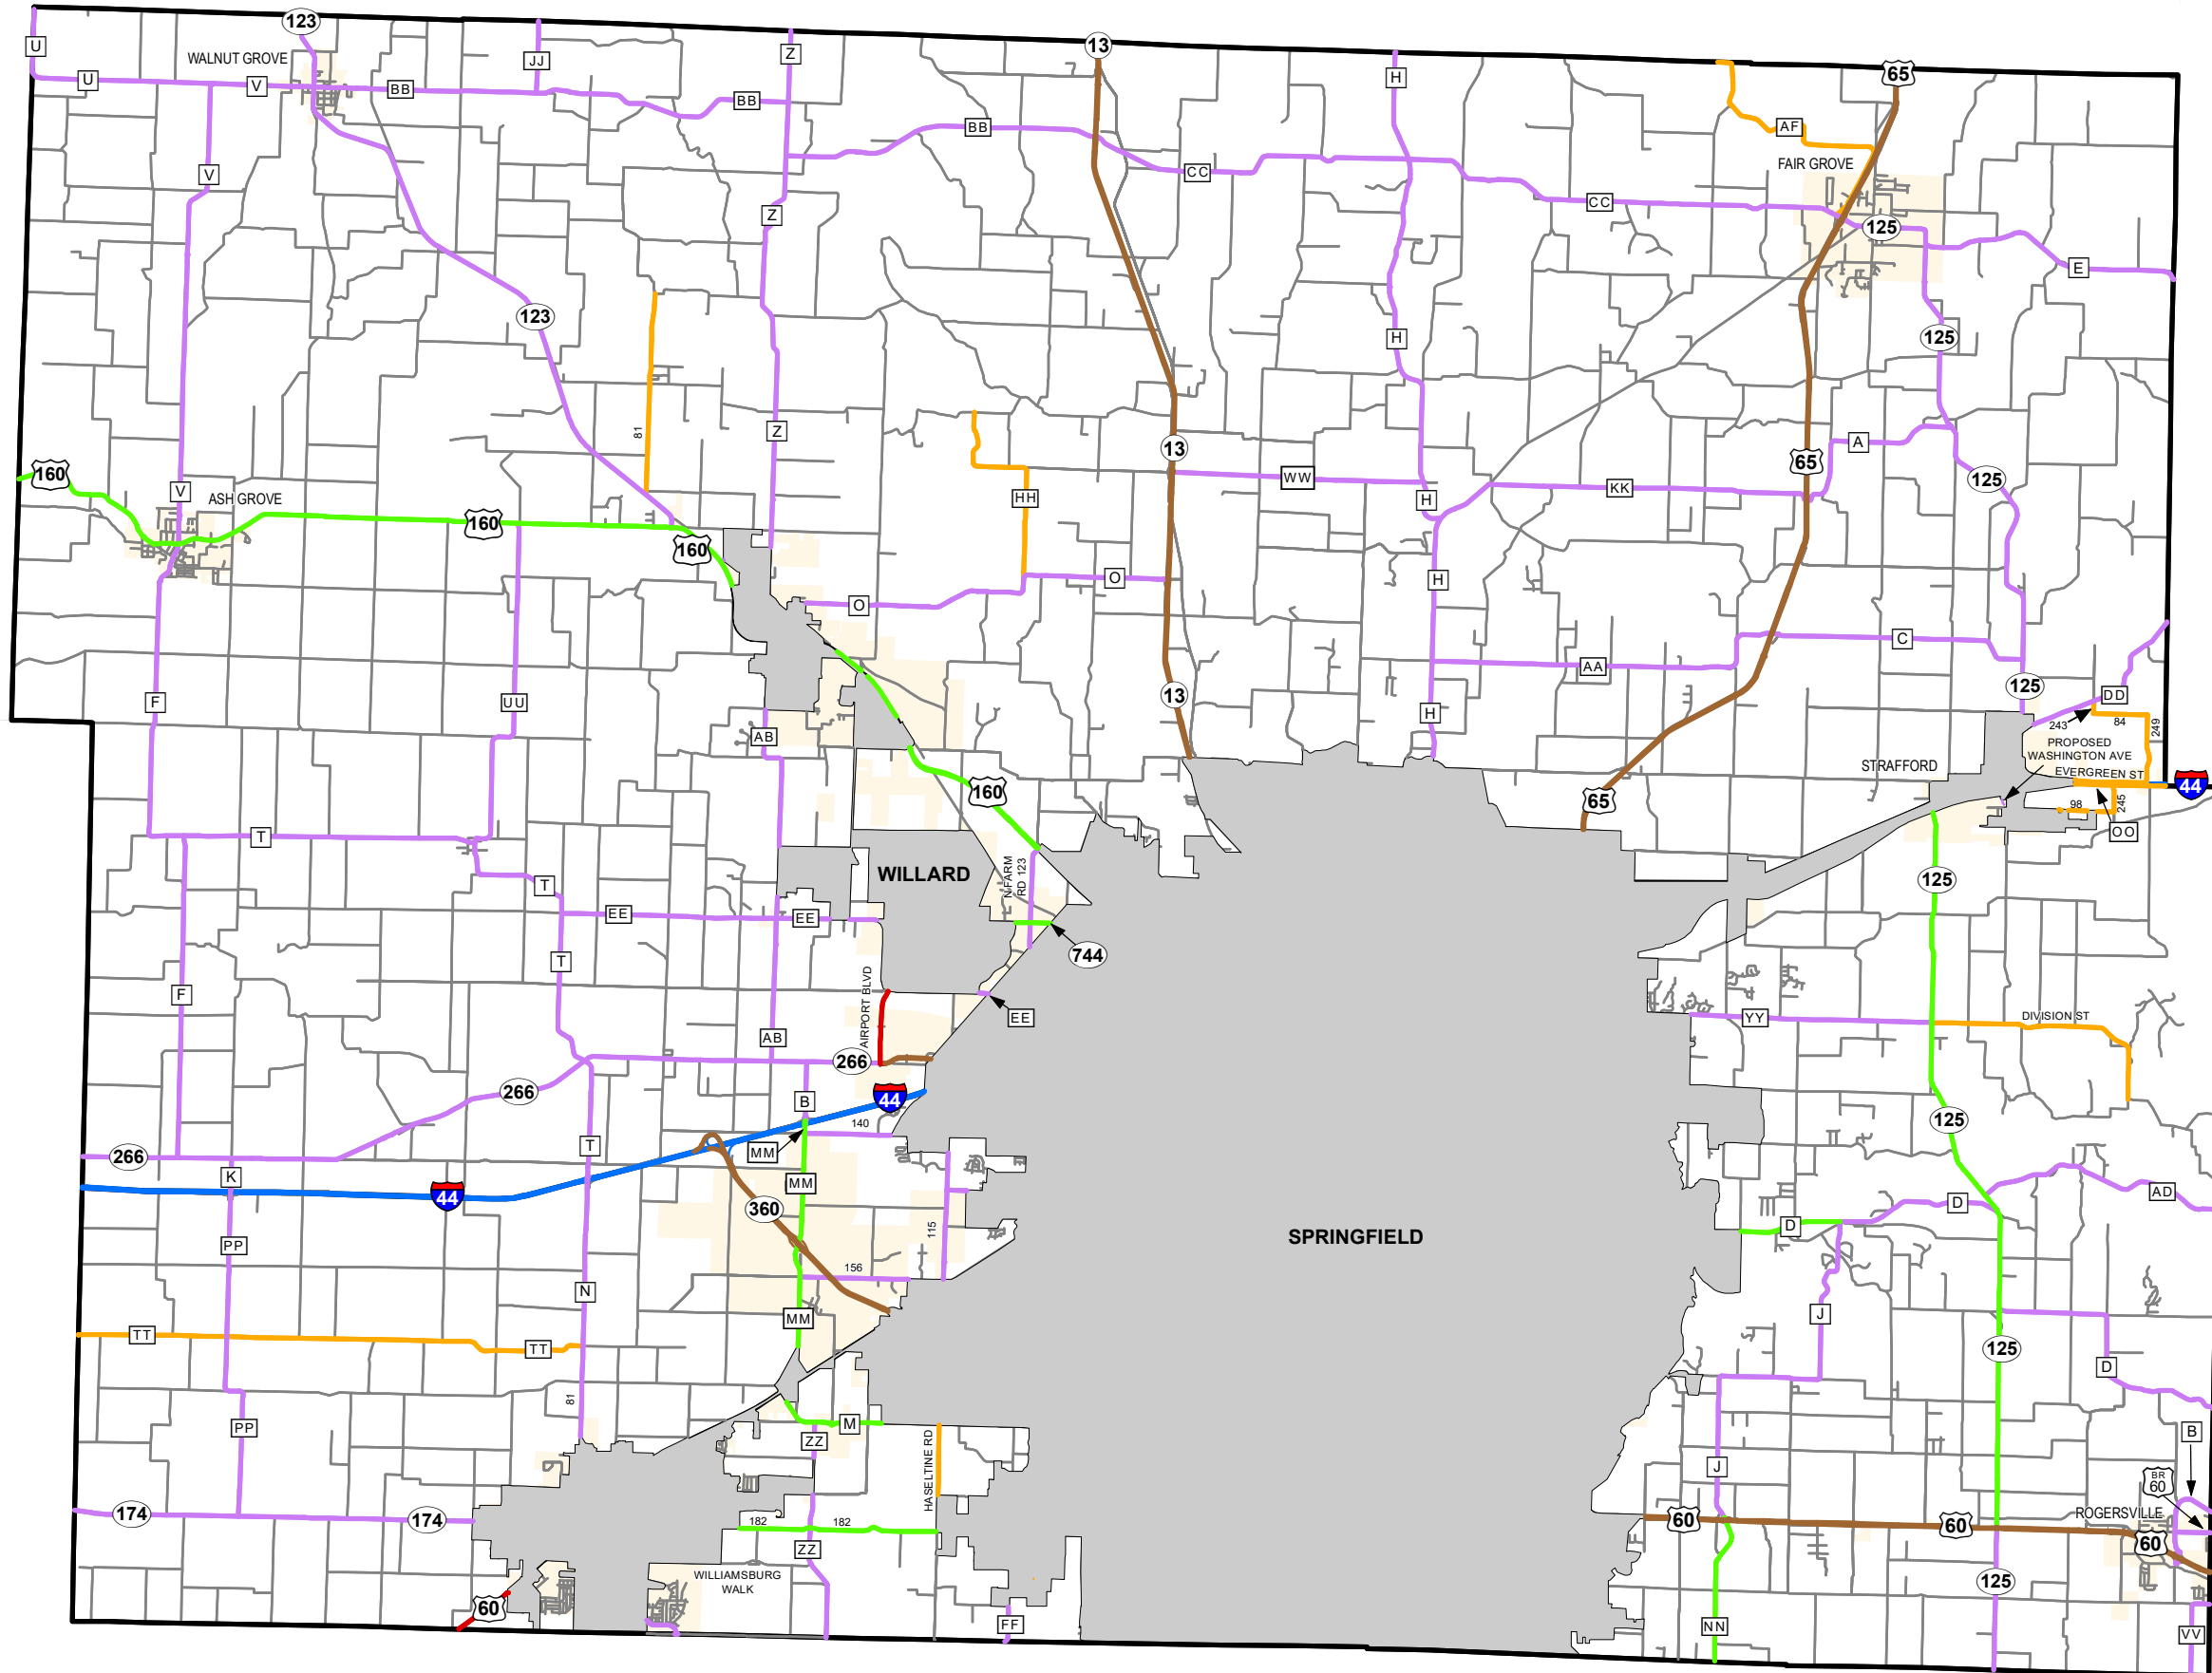 123
13
65
U
Z
WALNUT GROVE
JJ
H
U
V
BB
BB
BB
AF
FAIR GROVE
V
CC
CC
Z
125
E
123
H
125
81
Z
13
A
65
160
V
ASH GROVE
HH
WW
H
KK
125
160
160
O
O
H
C
AA
F
UU
13
H
125
DD
AB
243
84
249
PROPOSED
WASHINGTON AVE
STRAFFORD
EVERGREEN ST
160
65
44
98
245
OO
T
WILLARD
N FARM
RD 123
125
T
EE
EE
744
T
F
AIRPORT BLVD
EE
YY
DIVISION ST
AB
266
266
B
44
140
125
266
T
MM
K
MM
AD
44
360
115
D
D
SPRINGFIELD
PP
156
N
MM
J
TT
TT
125
D
81
PP
M
ZZ
HASELTINE RD
B
J
BR
60
174
174
182
182
60
60
ROGERSVILLE
60
ZZ
WILLIAMSBURG
WALK
125
60
FF
NN
VV